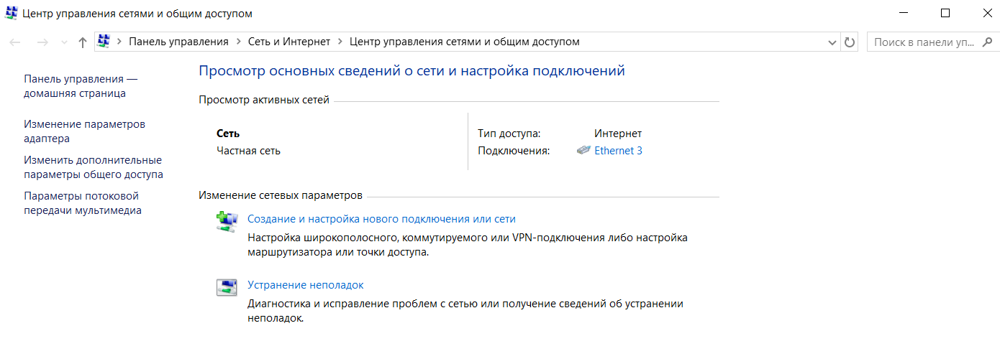 Центр управления сетями и общим доступом
Панель управления
Сеть и Интернет
Центр управления сетями и общим доступом
Поиск в панели уп...
Панель управления —
домашняя страница
Изменение параметров
адаптера
Изменить дополнительные
параметры общего доступа
Параметры потоковой
передачи мультимедиа
Просмотр основных сведений о сети и настройка подключений
Просмотр активных сетей
Сеть
Частная сеть
Тип доступа: Интернет
Подключения: Ethernet 3
Изменение сетевых параметров
Создание и настройка нового подключения или сети
Настройка широкополосного, коммутируемого или VPN-подключения либо настройка
маршрутизатора или точки доступа.
Устранение неполадок
Диагностика и исправление проблем с сетью или получение сведений об устранении
неполадок.